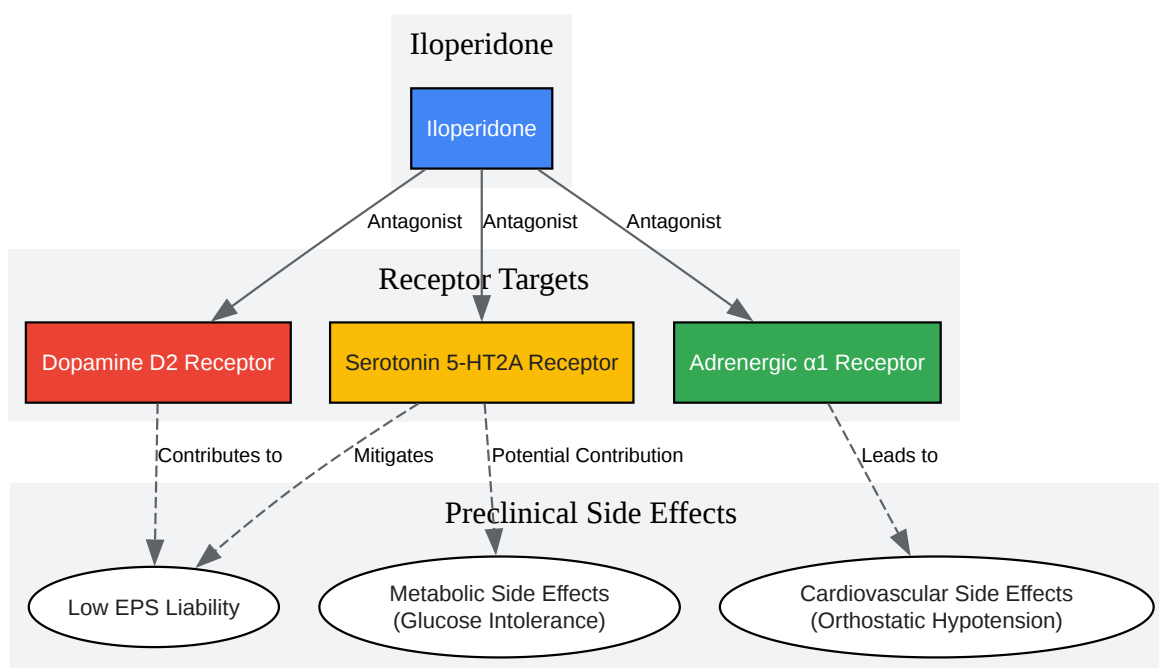 Iloperidone
Iloperidone
Antagonist
Antagonist
Antagonist
Receptor Targets
Dopamine D2 Receptor
Serotonin 5-HT2A Receptor
Adrenergic α1 Receptor
Contributes to
Mitigates
Potential Contribution
Leads to
Preclinical Side Effects
Low EPS Liability
Metabolic Side Effects
(Glucose Intolerance)
Cardiovascular Side Effects
(Orthostatic Hypotension)